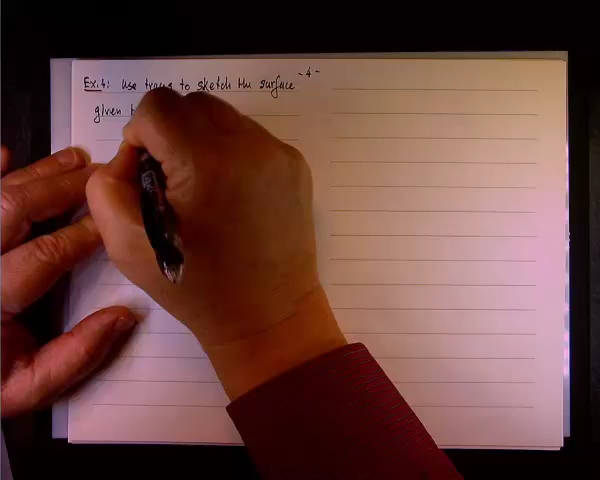 - 4 -
Ex. 4: Use traces to sketch the surface
given